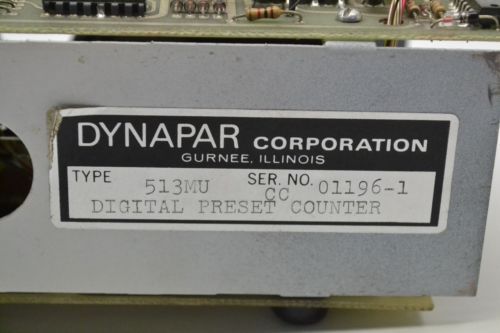 DYNAPAR CORPORATION
GURNEE, ILLINOIS
TYPE 513MU SER. NO. CC 01196-1
DIGITAL PRESET COUNTER